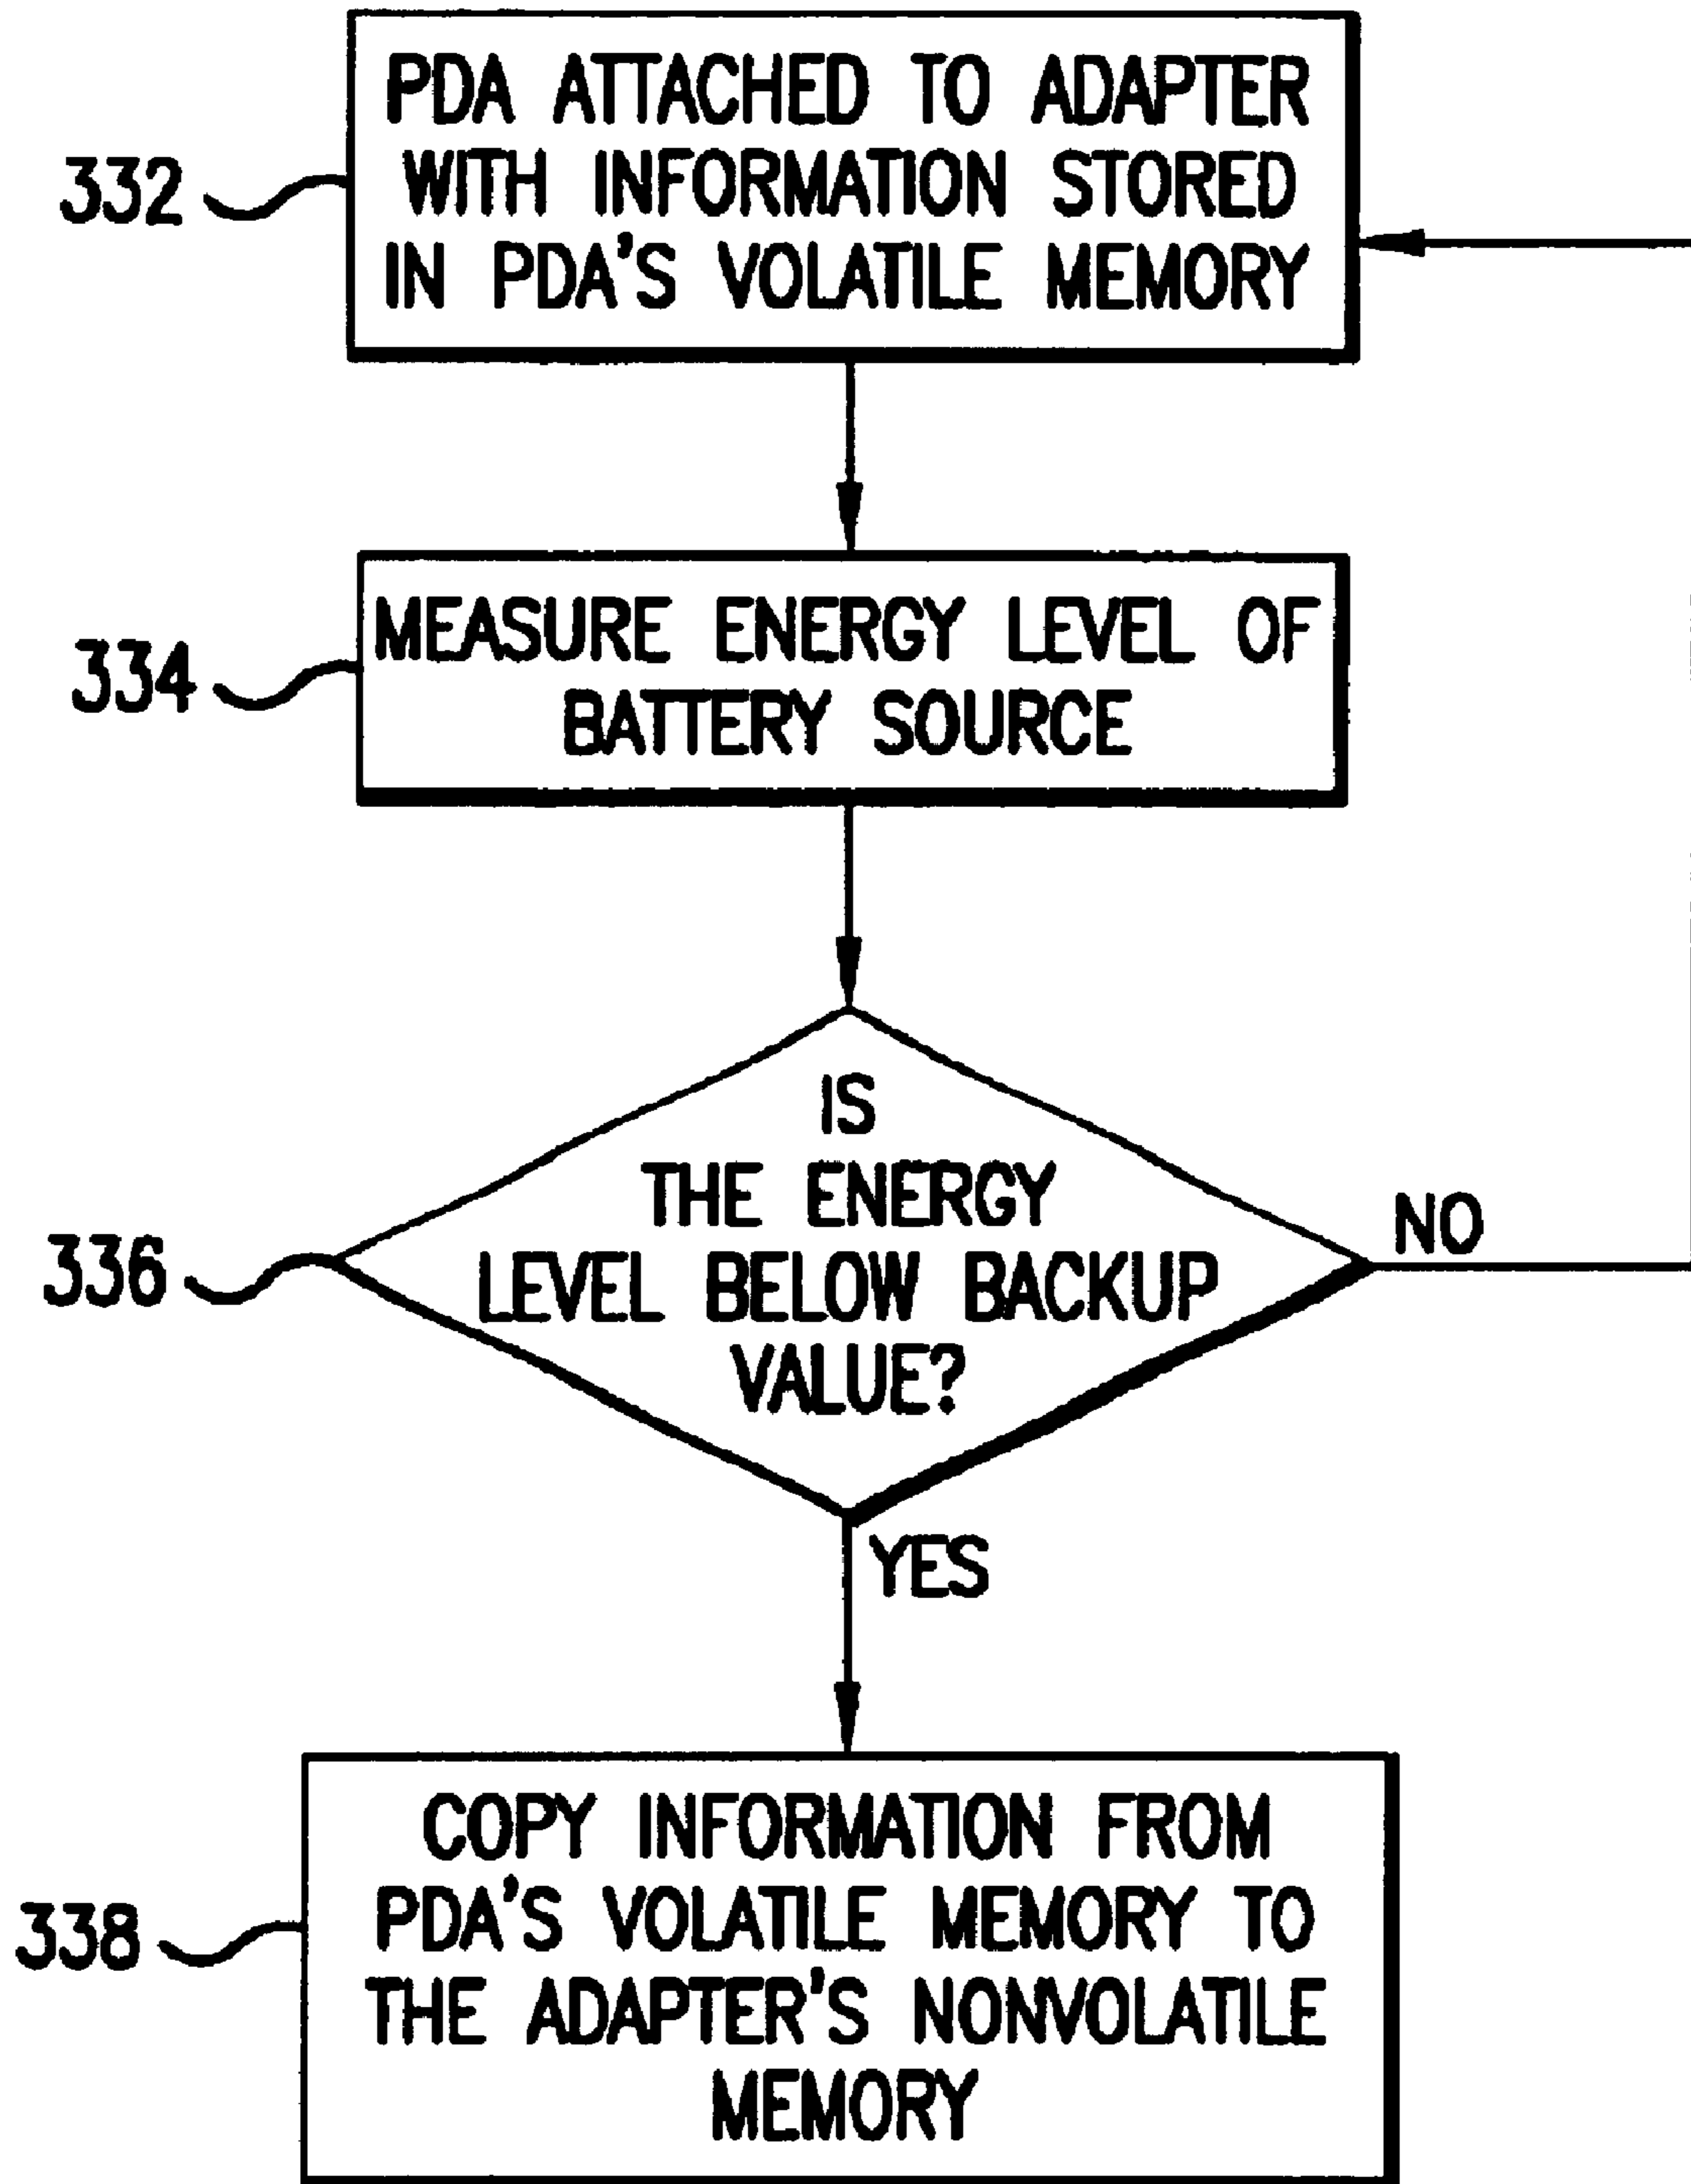 PDA ATTACHED TO ADAPTER
WITH INFORMATION STORED
IN PDA'S VOLATILE MEMORY
332
MEASURE ENERGY LEVEL OF
BATTERY SOURCE
334
IS
THE ENERGY
LEVEL BELOW BACKUP
VALUE?
336
NO
YES
COPY INFORMATION FROM
PDA'S VOLATILE MEMORY TO
THE ADAPTER'S NONVOLATILE
MEMORY
338